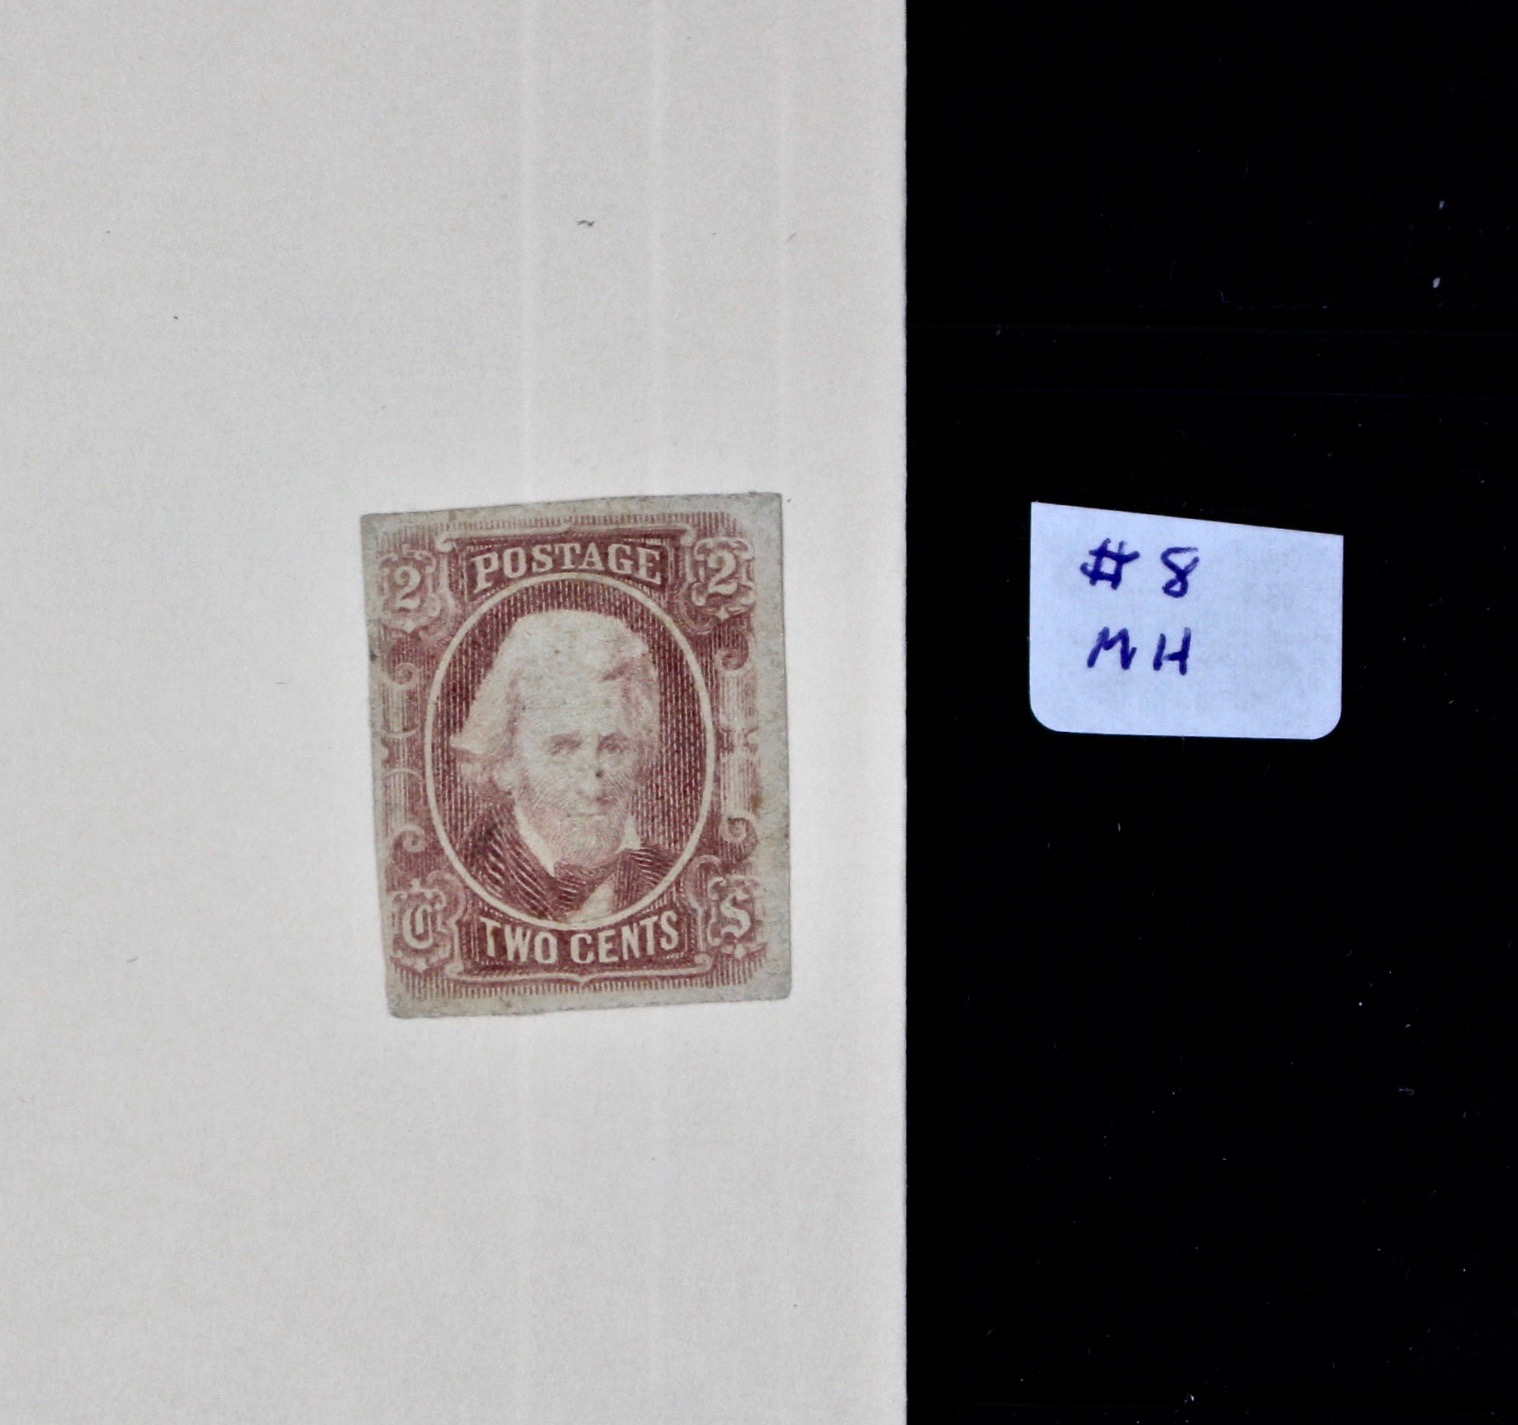 2 POSTAGE 2
C TWO CENTS S
# 8
MH